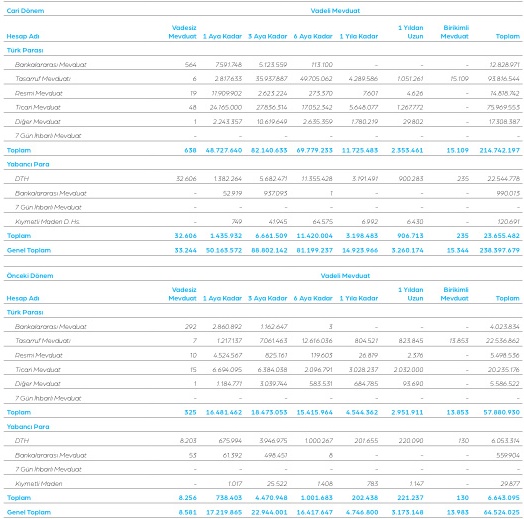 Cari Dönem Vadeli Mevduat
Hesap Adı Vadesiz Mevduat 1 Aya Kadar 3 Aya Kadar 6 Aya Kadar 1 Yıla Kadar 1 Yıldan Uzun Birikimli Mevduat Toplam
Türk Parası
Bankalararası Mevduat 564 7.591.748 5.123.559 113.100 – – – 12.828.971
Tasarruf Mevduatı 6 2.817.633 35.937.887 49.705.062 4.289.586 1.051.261 15.109 93.816.544
Resmi Mevduat 19 11.909.902 2.623.224 273.370 7.601 4.626 – 14.818.742
Ticari Mevduat 48 24.165.000 27.836.314 17.052.342 5.648.077 1.267.772 – 75.969.553
Diğer Mevduat 1 2.243.357 10.619.649 2.635.359 1.780.219 29.802 – 17.308.387
7 Gün İhbarlı Mevduat – – – – – – – –
Toplam 638 48.727.640 82.140.633 69.779.233 11.725.483 2.353.461 15.109 214.742.197
Yabancı Para
DTH 32.606 1.382.264 5.682.471 11.355.428 3.191.491 900.283 235 22.544.778
Bankalararası Mevduat – 52.919 937.093 1 – – – 990.013
7 Gün İhbarlı Mevduat – – – – – – – –
Kıymetli Maden D. Hs. – 749 41.945 64.575 6.992 6.430 – 120.691
Toplam 32.606 1.435.932 6.661.509 11.420.004 3.198.483 906.713 235 23.655.482
Genel Toplam 33.244 50.163.572 88.802.142 81.199.237 14.923.966 3.260.174 15.344 238.397.679
Önceki Dönem Vadeli Mevduat
Hesap Adı Vadesiz Mevduat 1 Aya Kadar 3 Aya Kadar 6 Aya Kadar 1 Yıla Kadar 1 Yıldan Uzun Birikimli Mevduat Toplam
Türk Parası
Bankalararası Mevduat 292 2.860.892 1.162.647 3 – – – 4.023.834
Tasarruf Mevduatı 7 1.217.137 7.061.463 12.616.036 804.521 823.845 13.853 22.536.862
Resmi Mevduat 10 4.524.567 825.161 119.603 26.819 2.376 – 5.498.536
Ticari Mevduat 15 6.694.095 6.384.038 2.096.791 3.028.237 2.032.000 – 20.235.176
Diğer Mevduat 1 1.184.771 3.039.744 583.531 684.785 93.690 – 5.586.522
7 Gün İhbarlı Mevduat – – – – – – – –
Toplam 325 16.481.462 18.473.053 15.415.964 4.544.362 2.951.911 13.853 57.880.930
Yabancı Para
DTH 8.203 675.994 3.946.975 1.000.267 201.655 220.090 130 6.053.314
Bankalararası Mevduat 53 61.392 498.451 8 – – – 559.904
7 Gün İhbarlı Mevduat – – – – – – – –
Kıymetli Maden – 1.017 25.522 1.408 783 1.147 – 29.877
Toplam 8.256 738.403 4.470.948 1.001.683 202.438 221.237 130 6.643.095
Genel Toplam 8.581 17.219.865 22.944.001 16.417.647 4.746.800 3.173.148 13.983 64.524.025